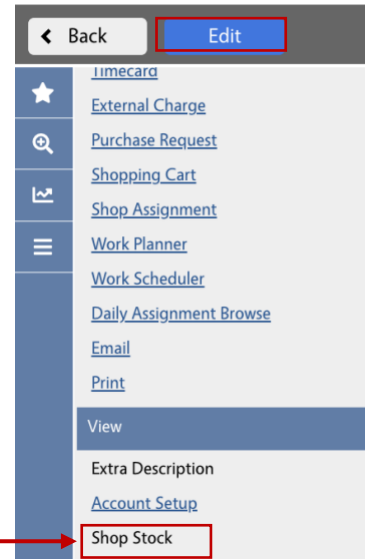 Back Edit
Timecard
External Charge
Purchase Request
Shopping Cart
Shop Assignment
Work Planner
Work Scheduler
Daily Assignment Browse
Email
Print
View
Extra Description
Account Setup
Shop Stock